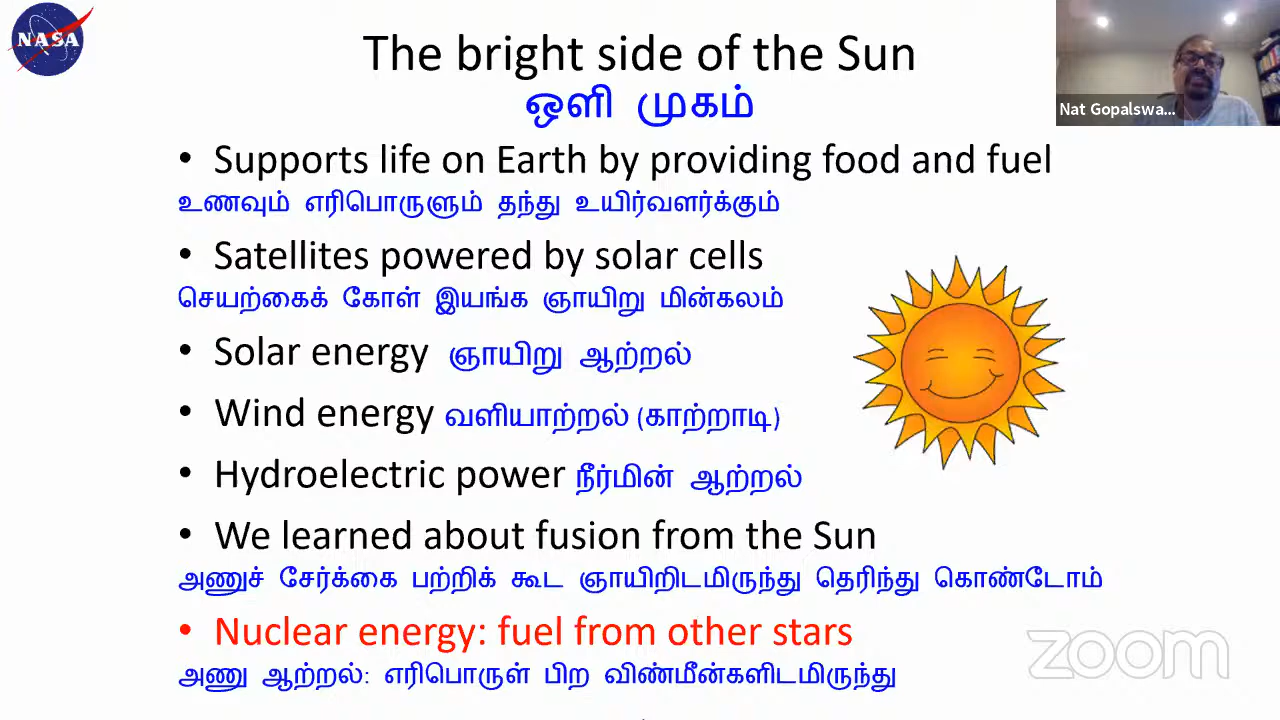 NASA
The bright side of the Sun
ஒளி முகம்
Nat Gopalswa...
• Supports life on Earth by providing food and fuel
உணவும் எரிபொருளும் தந்து உயிர்வளர்க்கும்
• Satellites powered by solar cells
செயற்கைக் கோள் இயங்க ஞாயிறு மின்கலம்
• Solar energy ஞாயிறு ஆற்றல்
• Wind energy வளியாற்றல் (காற்றாடி)
• Hydroelectric power நீர்மின் ஆற்றல்
• We learned about fusion from the Sun
அணுச் சேர்க்கை பற்றிக் கூட ஞாயிறிடமிருந்து தெரிந்து கொண்டோம்
• Nuclear energy: fuel from other stars
அணு ஆற்றல்: எரிபொருள் பிற விண்மீன்களிடமிருந்து
zoom